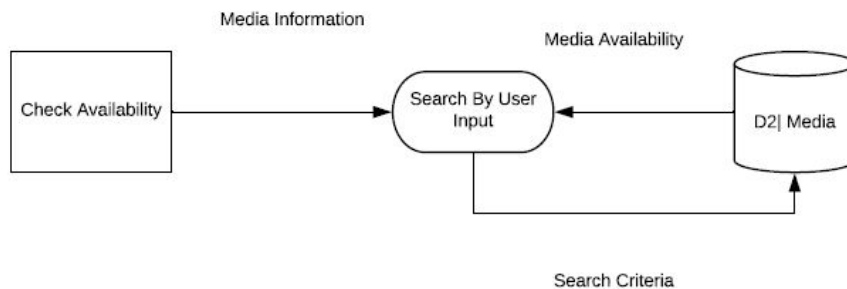 Media Information
Media Availability
Check Availability
Search By User
Input
D2| Media
Search Criteria